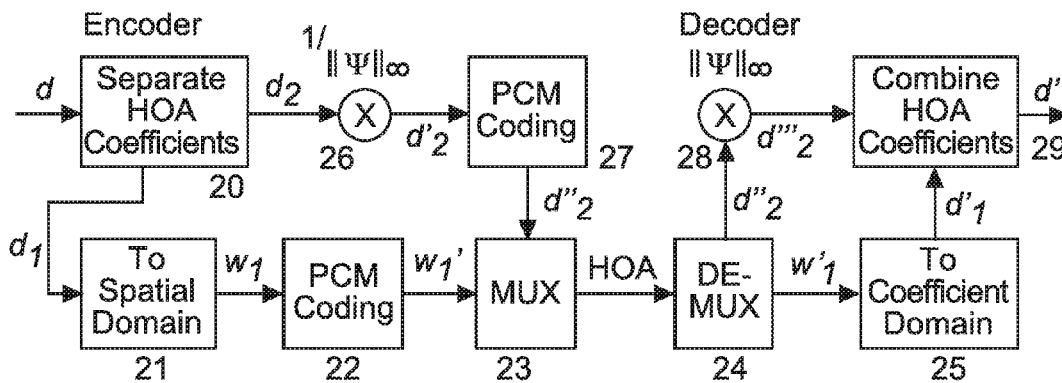 Encoder
Decoder
1/‖Ψ‖∞
‖Ψ‖∞
d
Separate
HOA
Coefficients
20
d2
X
26
d'2
PCM
Coding
27
X
28
d'''2
Combine
HOA
Coefficients
29
d'
d1
d''2
d''2
d'1
To
Spatial
Domain
21
w1
PCM
Coding
22
w1'
MUX
23
HOA
DE-
MUX
24
w'1
To
Coefficient
Domain
25